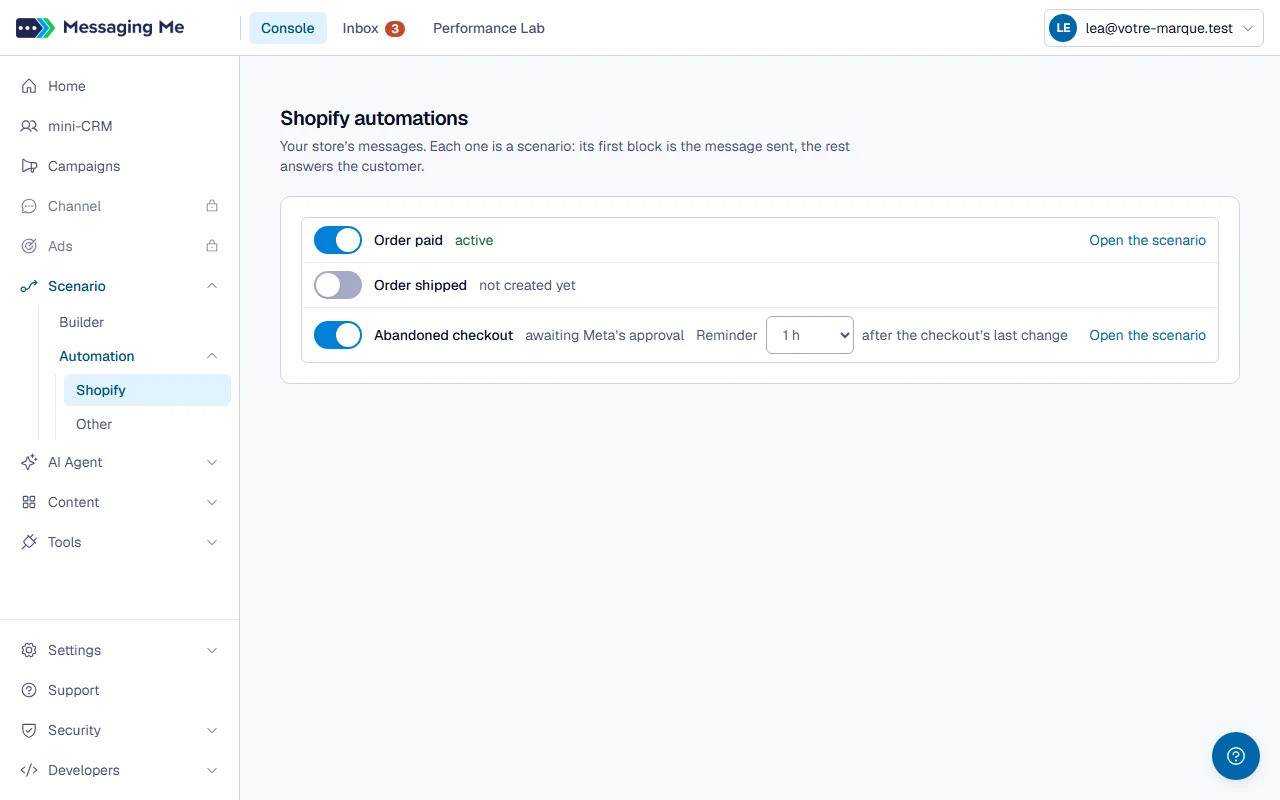 Messaging Me
Console
Inbox 3
Performance Lab
LE lea@votre-marque.test
Home
mini-CRM
Campaigns
Channel
Ads
Scenario
Builder
Automation
Shopify
Other
AI Agent
Content
Tools
Settings
Support
Security
Developers
Shopify automations
Your store's messages. Each one is a scenario: its first block is the message sent, the rest
answers the customer.
Order paid active Open the scenario
Order shipped not created yet
Abandoned checkout awaiting Meta's approval Reminder 1 h after the checkout's last change Open the scenario